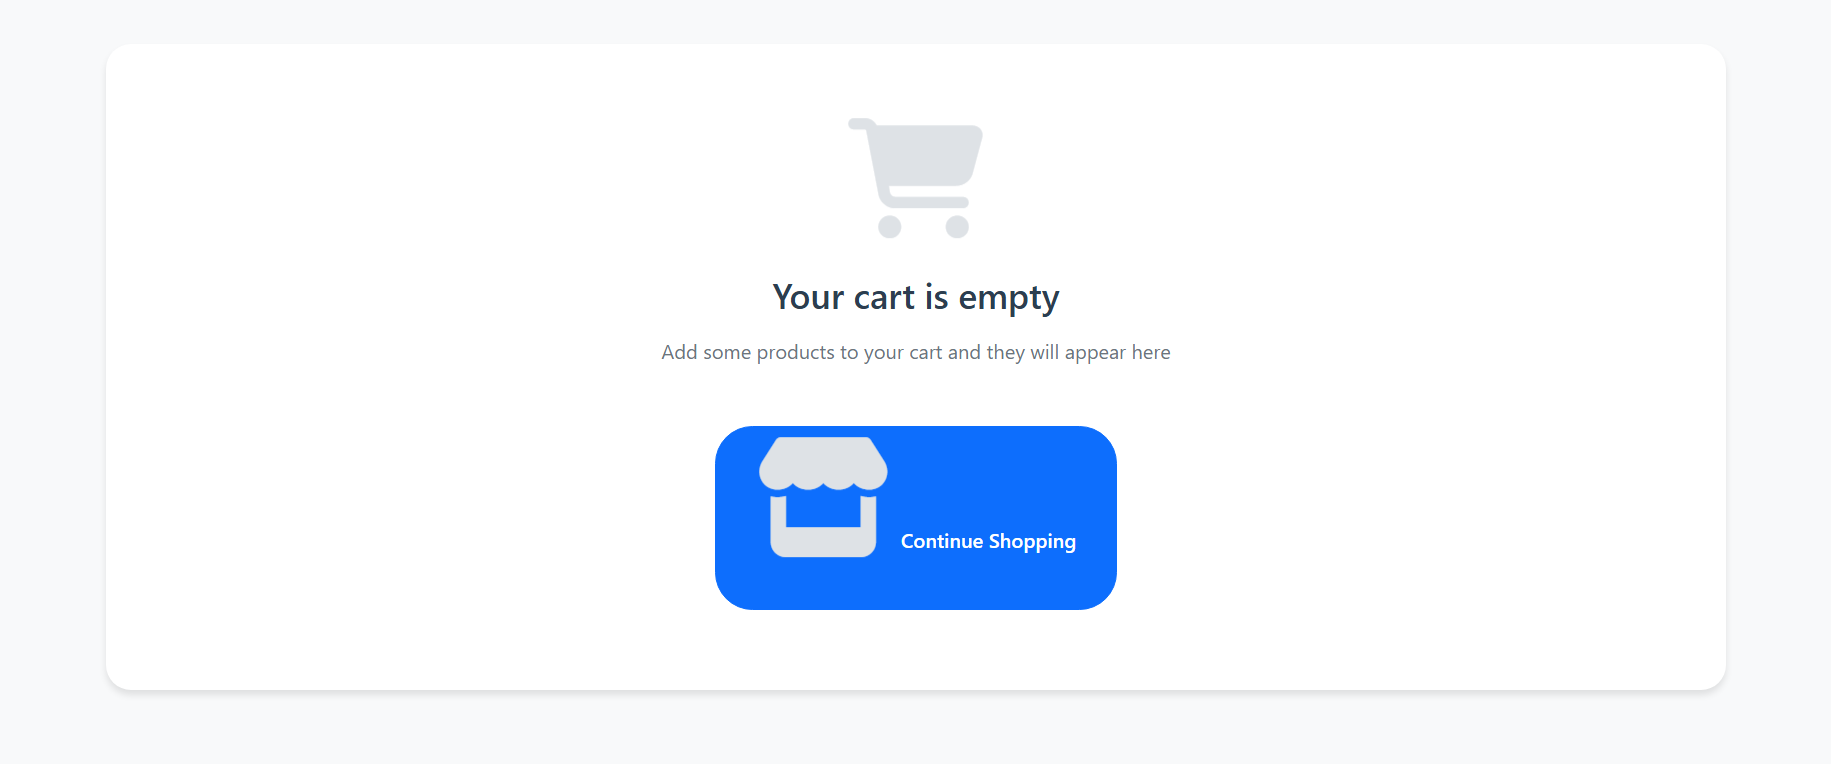 Your cart is empty
Add some products to your cart and they will appear here
Continue Shopping